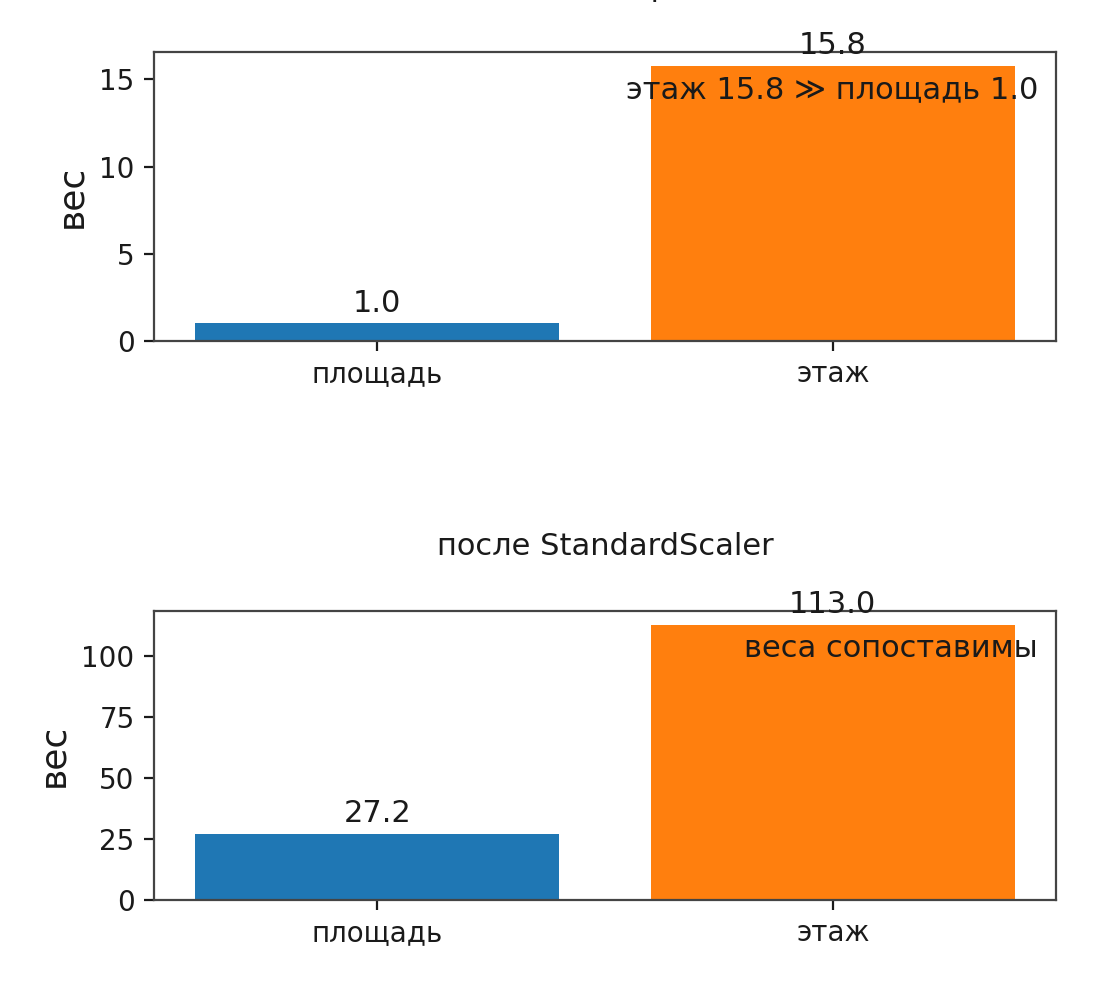 15.8
этаж 15.8 ≫ площадь 1.0
15
10
5
0
вес
1.0
площадь
этаж
после StandardScaler
113.0
веса сопоставимы
100
75
50
25
0
вес
27.2
площадь
этаж